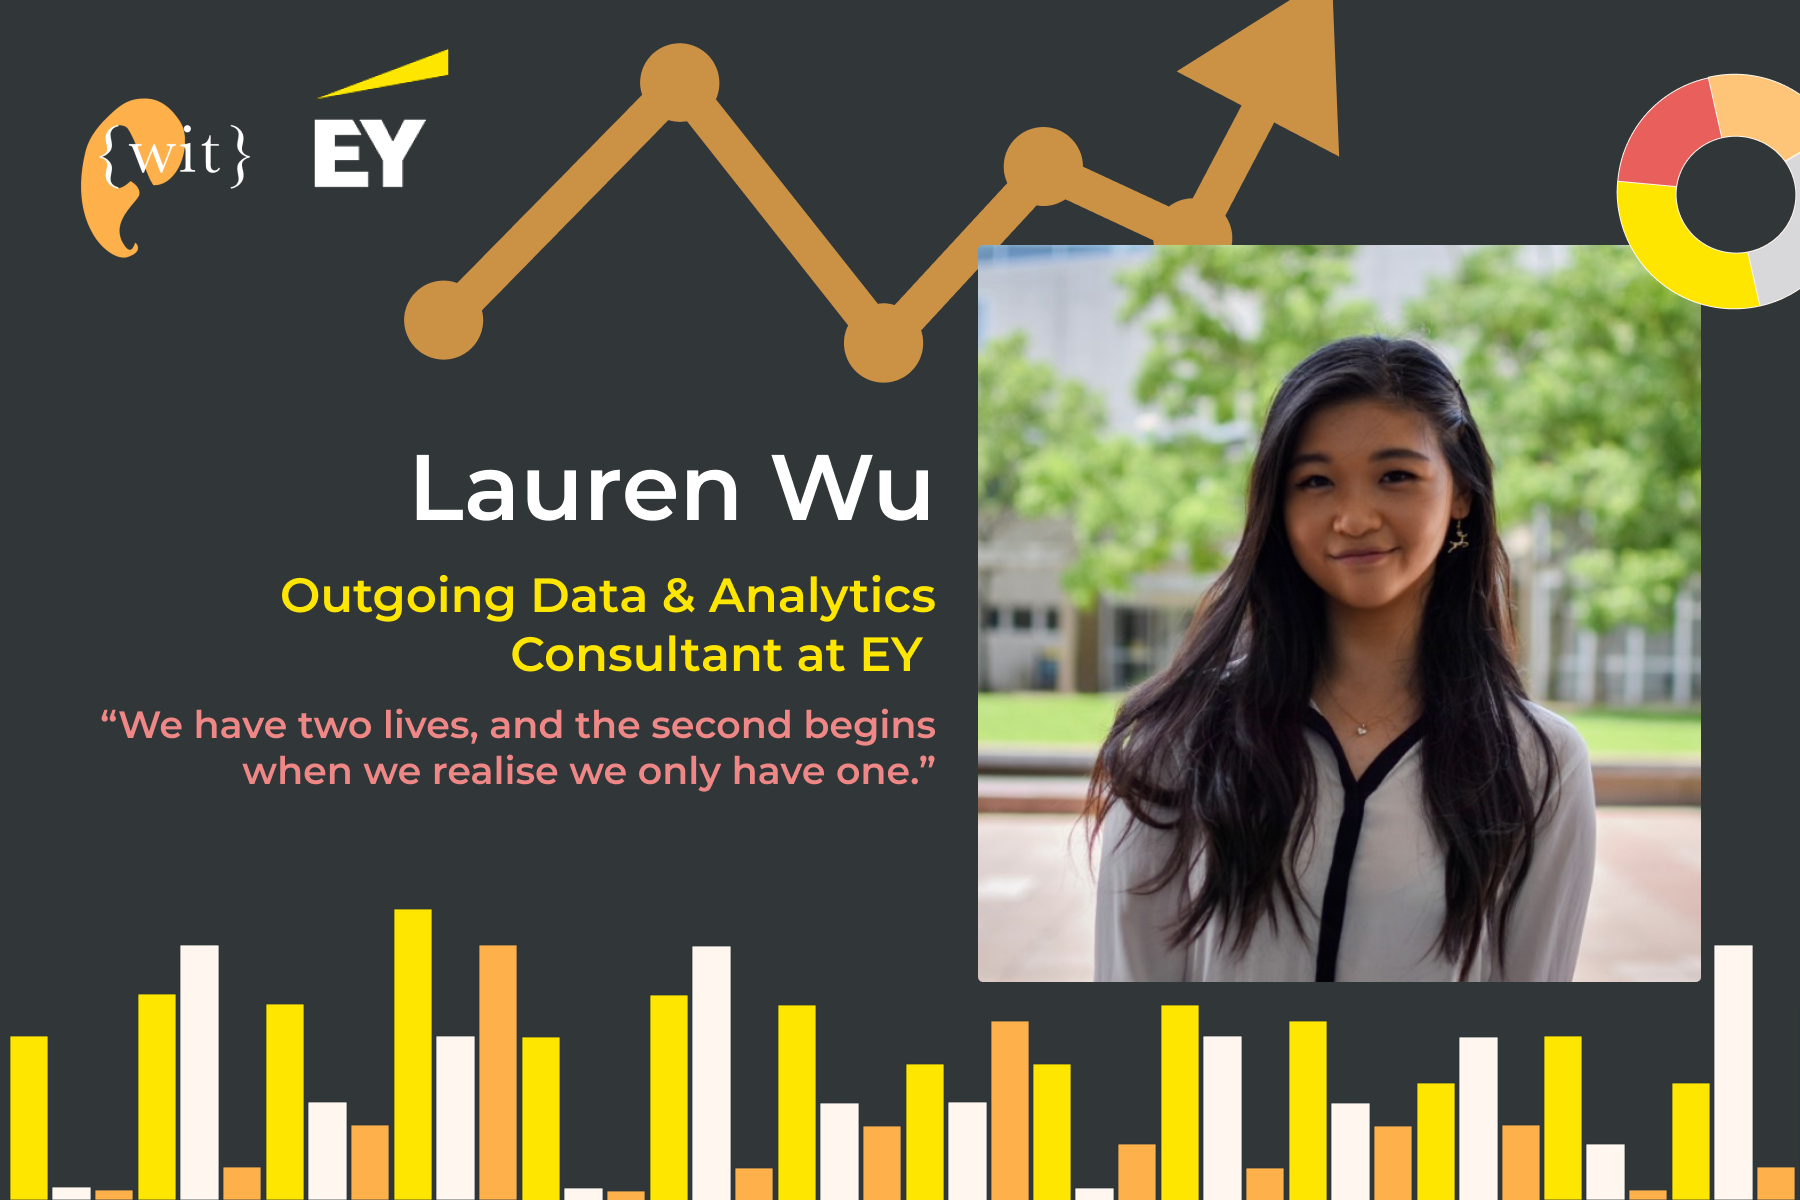 {wit}
EY
Lauren Wu
Outgoing Data & Analytics
Consultant at EY
“We have two lives, and the second begins
when we realise we only have one.”